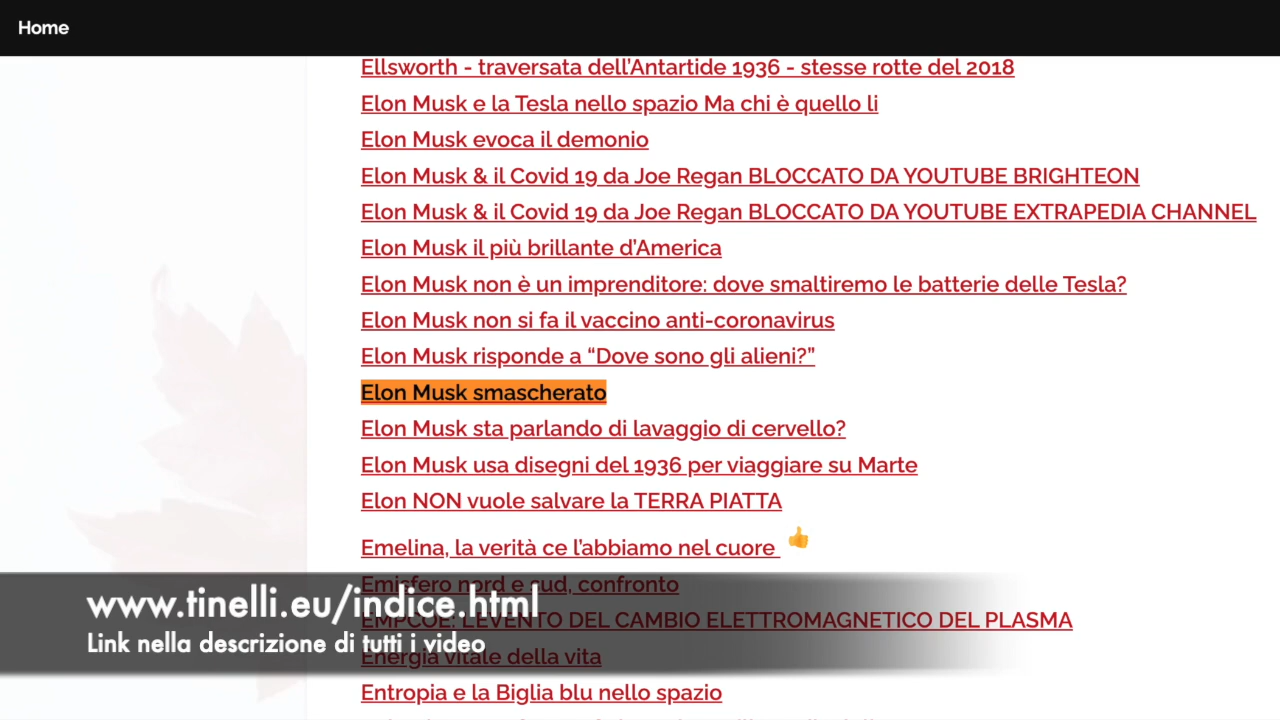 Home
Ellsworth - traversata dell'Antartide 1936 - stesse rotte del 2018
Elon Musk e la Tesla nello spazio Ma chi è quello li
Elon Musk evoca il demonio
Elon Musk & il Covid 19 da Joe Regan BLOCCATO DA YOUTUBE BRIGHTEON
Elon Musk & il Covid 19 da Joe Regan BLOCCATO DA YOUTUBE EXTRAPEDIA CHANNEL
Elon Musk il più brillante d'America
Elon Musk non è un imprenditore: dove smaltiremo le batterie delle Tesla?
Elon Musk non si fa il vaccino anti-coronavirus
Elon Musk risponde a “Dove sono gli alieni?”
Elon Musk smascherato
Elon Musk sta parlando di lavaggio di cervello?
Elon Musk usa disegni del 1936 per viaggiare su Marte
Elon NON vuole salvare la TERRA PIATTA
Emelina, la verità ce l'abbiamo nel cuore 👍
Emisfero nord e sud, confronto
www.tinelli.eu/indice.html
EMPCOE: L'EVENTO DEL CAMBIO ELETTROMAGNETICO DEL PLASMA
Link nella descrizione di tutti i video
Energia vitale della vita
Entropia e la Biglia blu nello spazio